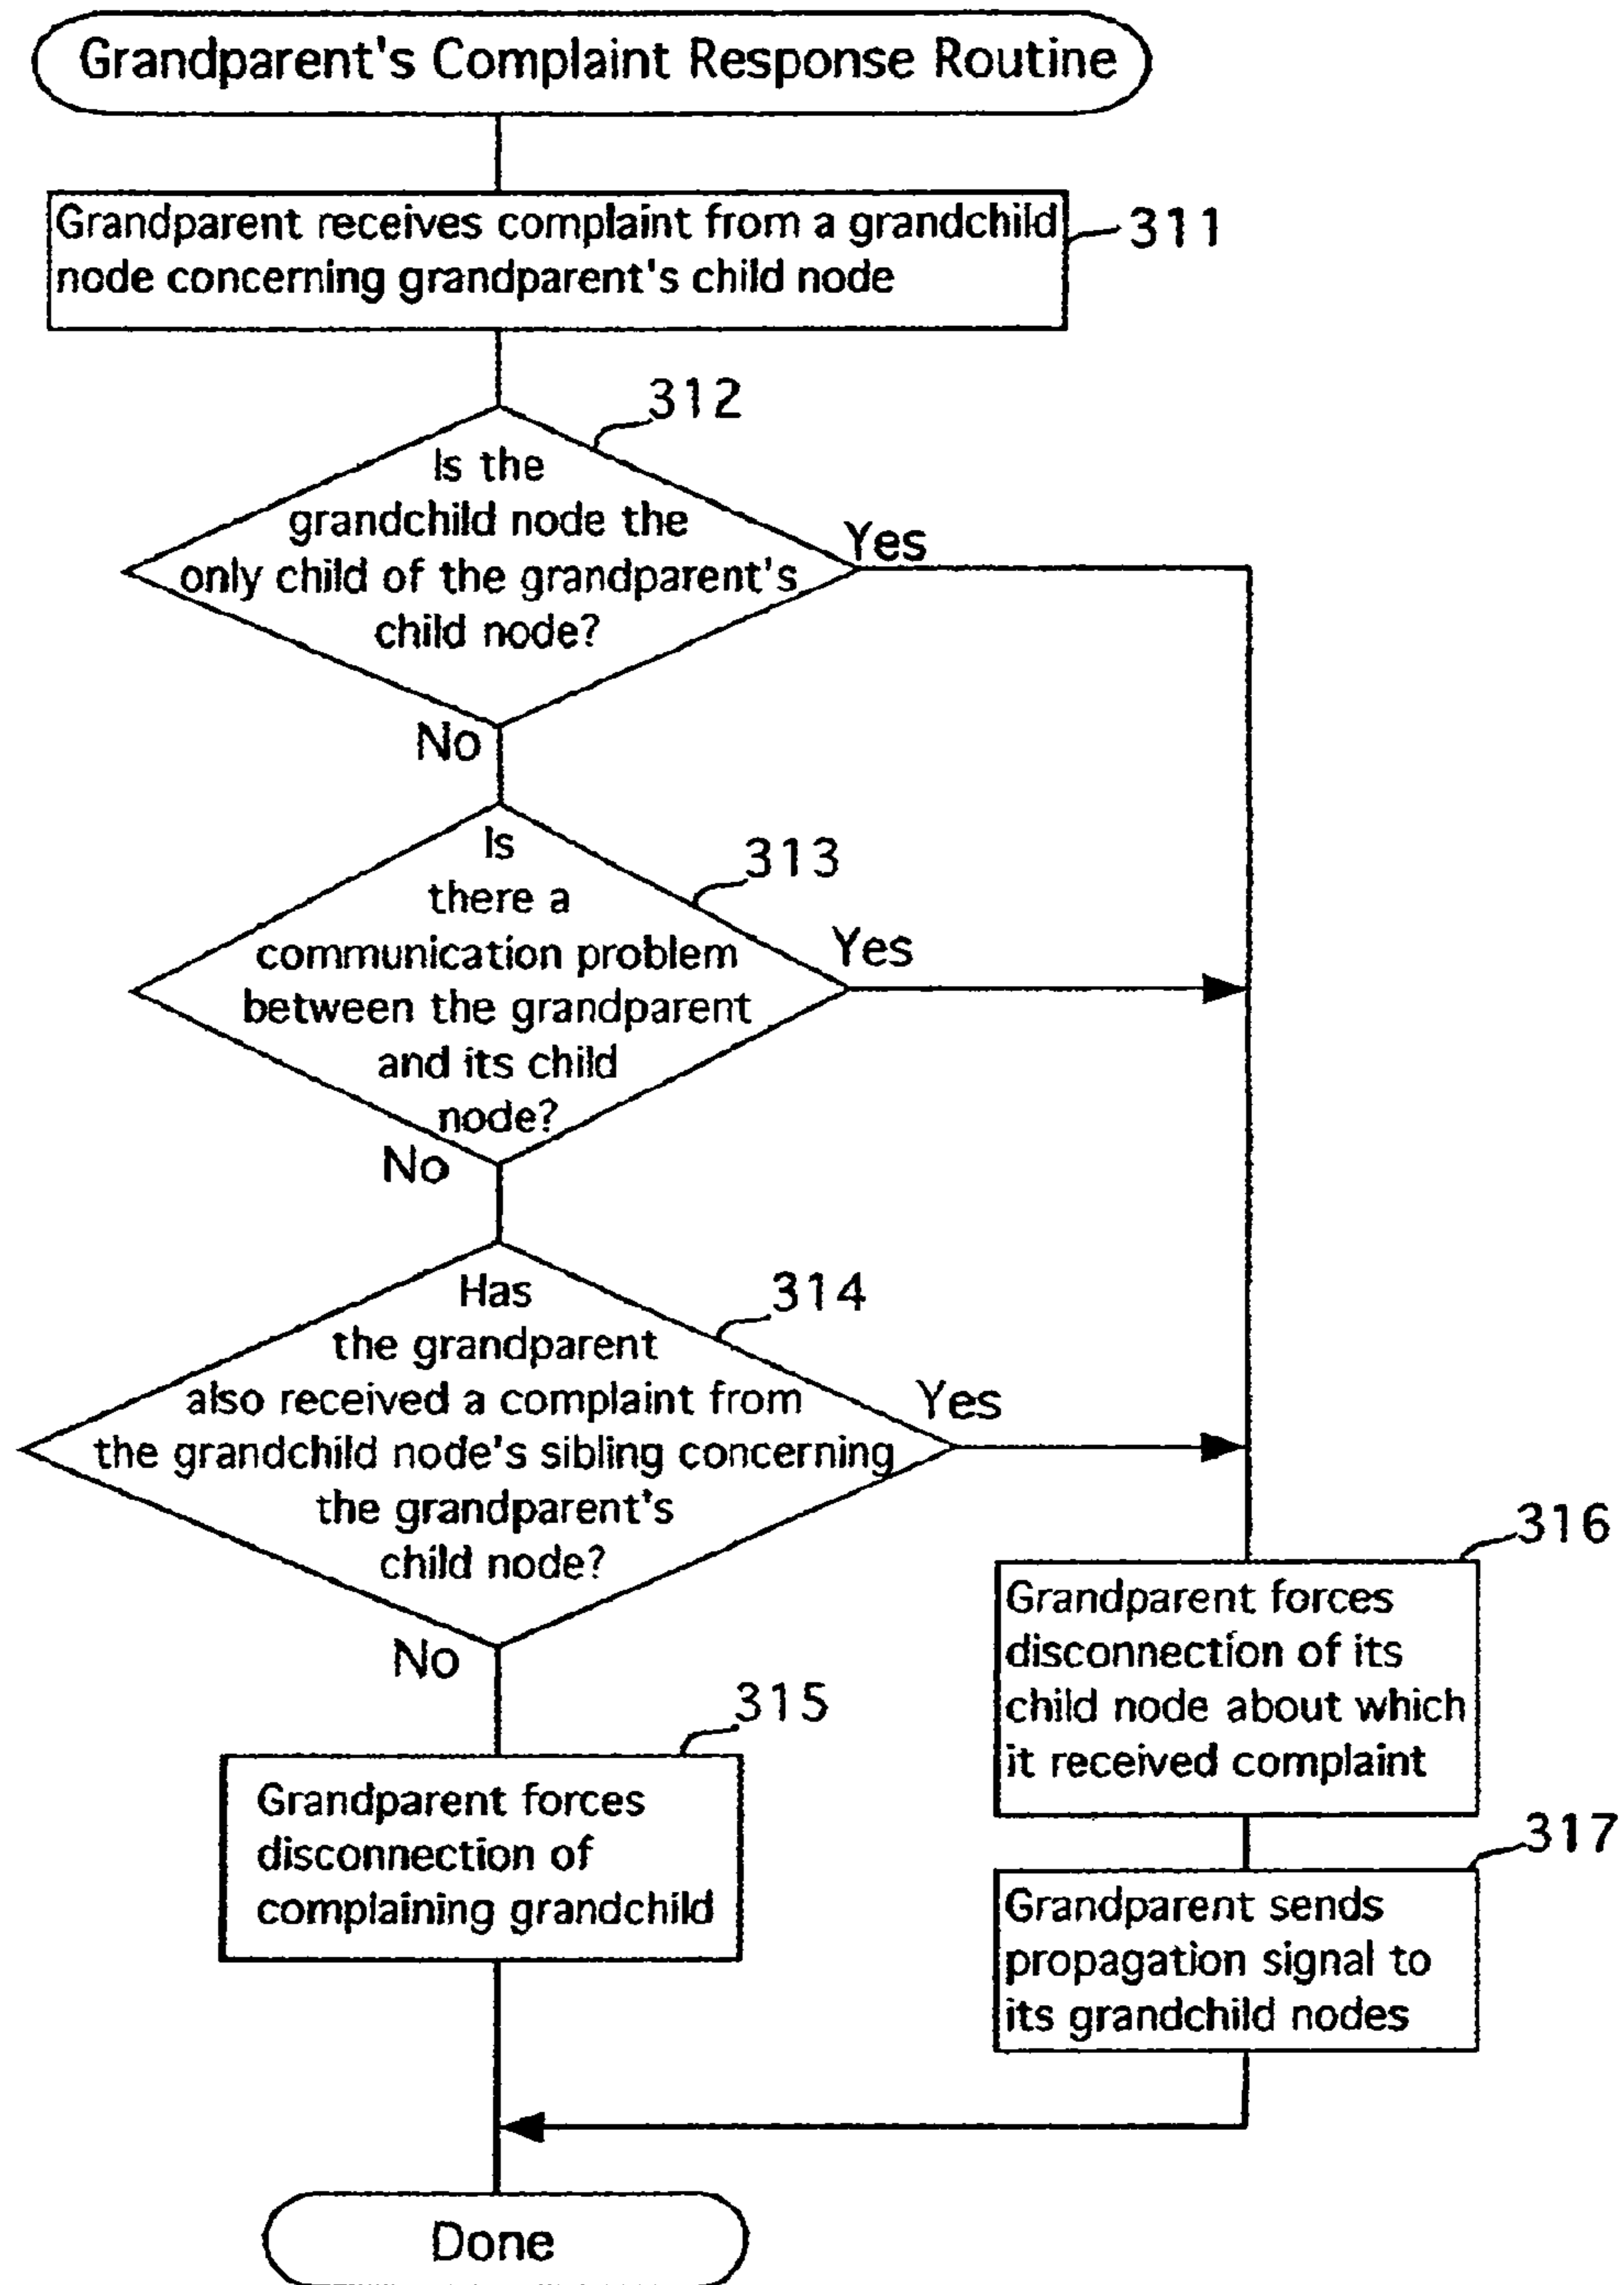 Grandparent's Complaint Response Routine
Grandparent receives complaint from a grandchild
node concerning grandparent's child node
311
312
Is the
grandchild node the
only child of the grandparent's
child node?
Yes
No
313
Is
there a
communication problem
between the grandparent
and its child
node?
Yes
No
314
Has
the grandparent
also received a complaint from
the grandchild node's sibling concerning
the grandparent's
child node?
Yes
No
315
Grandparent forces
disconnection of
complaining grandchild
316
Grandparent forces
disconnection of its
child node about which
it received complaint
317
Grandparent sends
propagation signal to
its grandchild nodes
Done